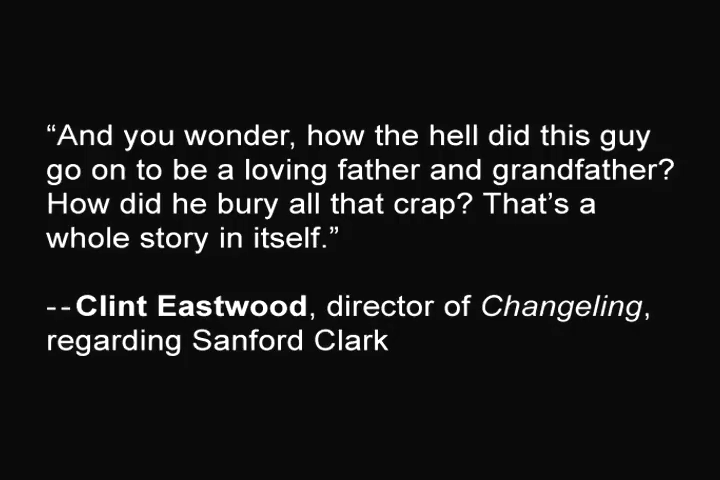 “And you wonder, how the hell did this guy
go on to be a loving father and grandfather?
How did he bury all that crap? That’s a
whole story in itself.”
--Clint Eastwood, director of Changeling,
regarding Sanford Clark